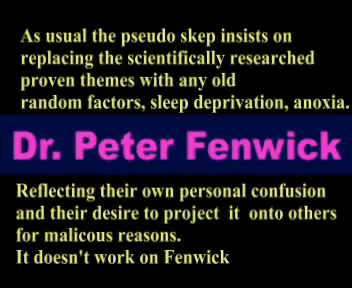 As usual the pseudo skep insists on
replacing the scientifically researched
proven themes with any old
random factors, sleep deprivation, anoxia.
Dr. Peter Fenwick
Reflecting their own personal confusion
and their desire to project it onto others
for malicous reasons.
It doesn't work on Fenwick